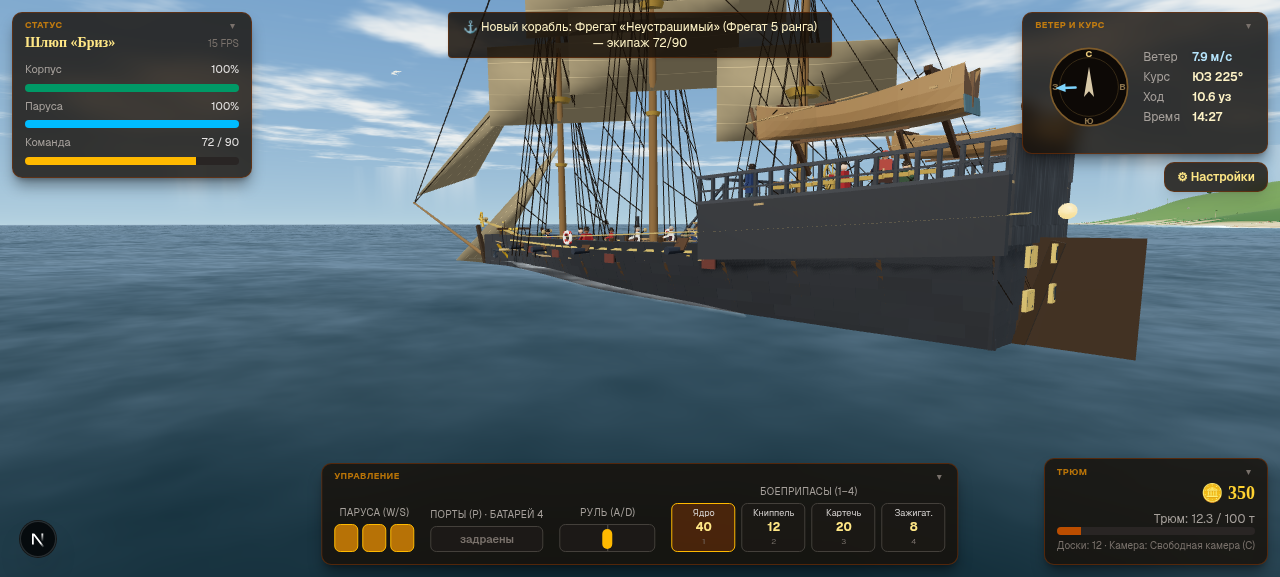 СТАТУС ▼
Шлюп «Бриз» 15 FPS
Корпус 100%
Паруса 100%
Команда 72 / 90
⚓ Новый корабль: Фрегат «Неустрашимый» (Фрегат 5 ранга)
— экипаж 72/90
ВЕТЕР И КУРС ▼
С
З В
Ю
Ветер 7.9 м/с
Курс ЮЗ 225°
Ход 10.6 уз
Время 14:27
⚙ Настройки
УПРАВЛЕНИЕ ▼
ПАРУСА (W/S)
ПОРТЫ (P) · БАТАРЕЙ 4
задраены
РУЛЬ (A/D)
БОЕПРИПАСЫ (1–4)
Ядро
40
1
Книппель
12
2
Картечь
20
3
Зажигат.
8
4
ТРЮМ ▼
350
Трюм: 12.3 / 100 т
Доски: 12 · Камера: Свободная камера (C)
N